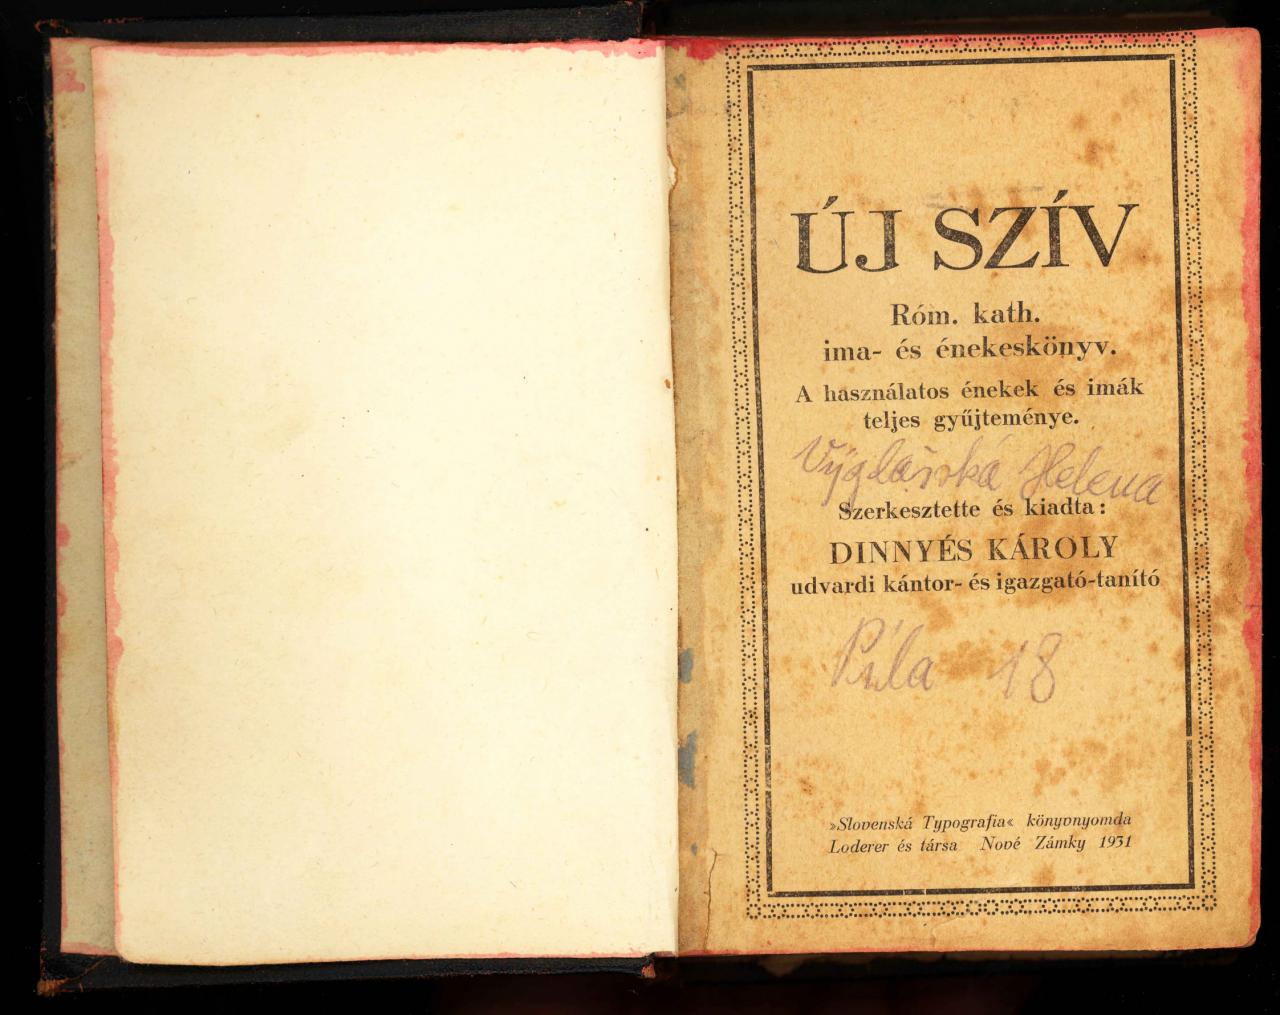 ÚJ SZÍV
Róm. kath.
ima- és énekeskönyv.
A használatos énekek és imák
teljes gyűjteménye.
Vÿglašská Helena
Szerkesztette és kiadta:
DINNYÉS KÁROLY
udvardi kántor- és igazgató-tanító
Píla 18
»Slovenská Typografia« könyvnyomda
Loderer és társa Nové Zámky 1931